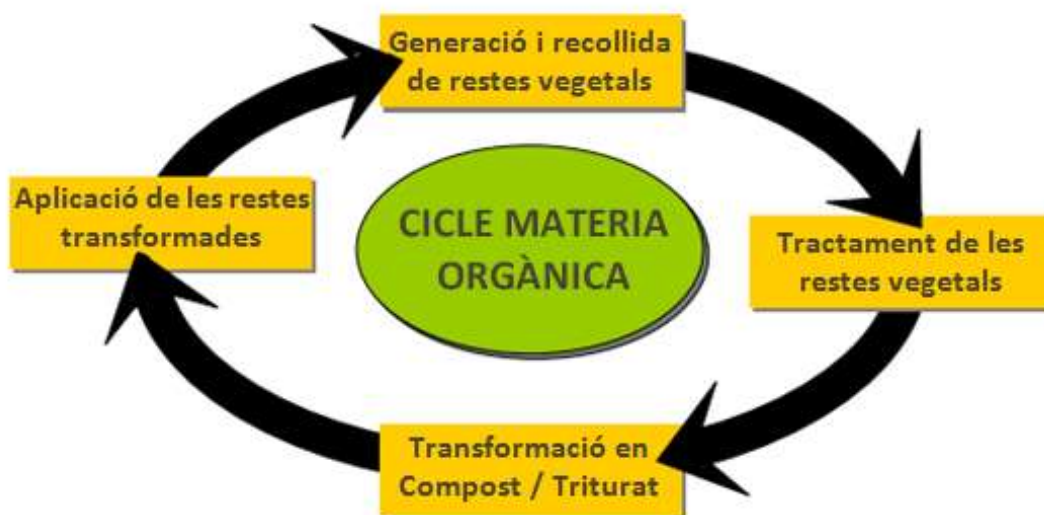 Generació i recollida
de restes vegetals
Aplicació de les restes
transformades
CICLE MATERIA
ORGÀNICA
Tractament de les
restes vegetals
Transformació en
Compost / Triturat